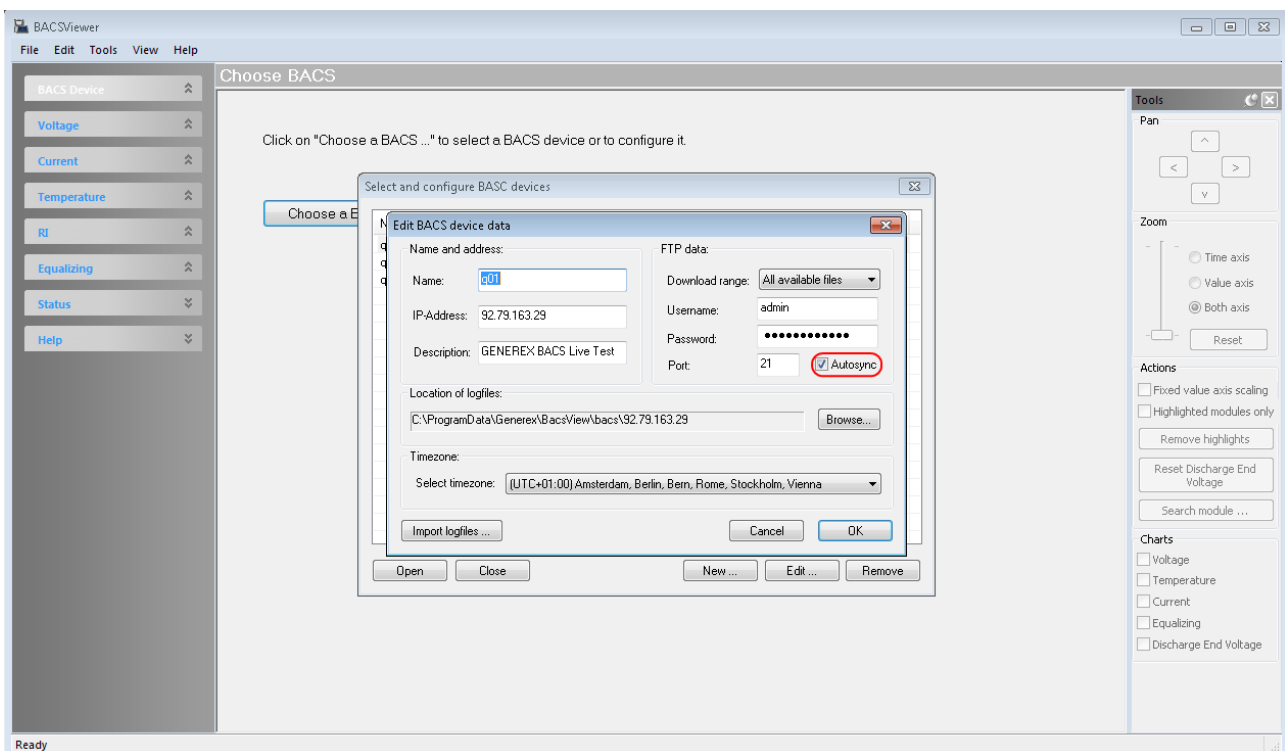 BACSViewer
File Edit Tools View Help
BACS Device
Voltage
Current
Temperature
RI
Equalizing
Status
Help
Choose BACS
Click on "Choose a BACS ..." to select a BACS device or to configure it.
Choose a
Select and configure BASC devices
Edit BACS device data
Name and address:
Name: q01
IP-Address: 92.79.163.29
Description: GENEREX BACS Live Test
FTP data:
Download range: All available files
Username: admin
Password: ●●●●●●●●●●●●
Port: 21 Autosync
Location of logfiles:
C:\ProgramData\Generex\BacsView\bacs\92.79.163.29 Browse...
Timezone:
Select timezone: (UTC+01:00) Amsterdam, Berlin, Bern, Rome, Stockholm, Vienna
Import logfiles ... Cancel OK
Open Close New ... Edit ... Remove
Tools
Pan
Zoom
Time axis
Value axis
Both axis
Reset
Actions
Fixed value axis scaling
Highlighted modules only
Remove highlights
Reset Discharge End
Voltage
Search module ...
Charts
Voltage
Temperature
Current
Equalizing
Discharge End Voltage
Ready